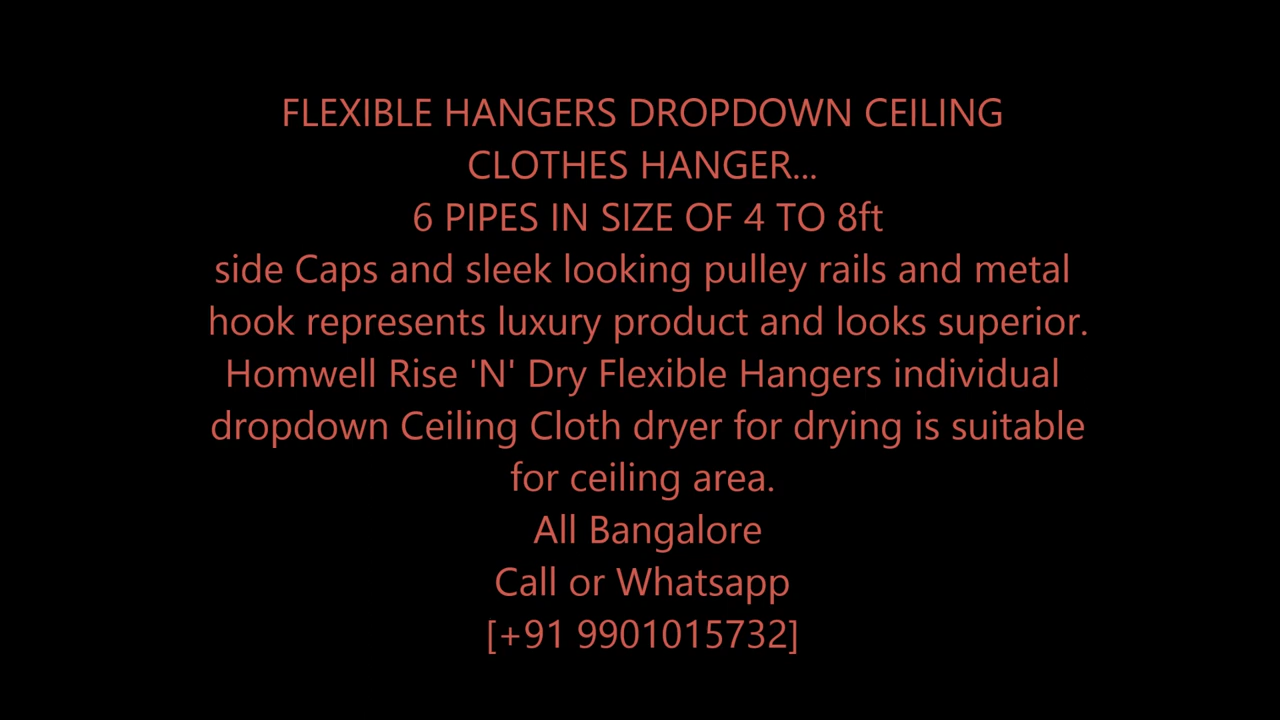 FLEXIBLE HANGERS DROPDOWN CEILING
CLOTHES HANGER...
6 PIPES IN SIZE OF 4 TO 8ft
side Caps and sleek looking pulley rails and metal
hook represents luxury product and looks superior.
Homwell Rise 'N' Dry Flexible Hangers individual
dropdown Ceiling Cloth dryer for drying is suitable
for ceiling area.
All Bangalore
Call or Whatsapp
[+91 9901015732]